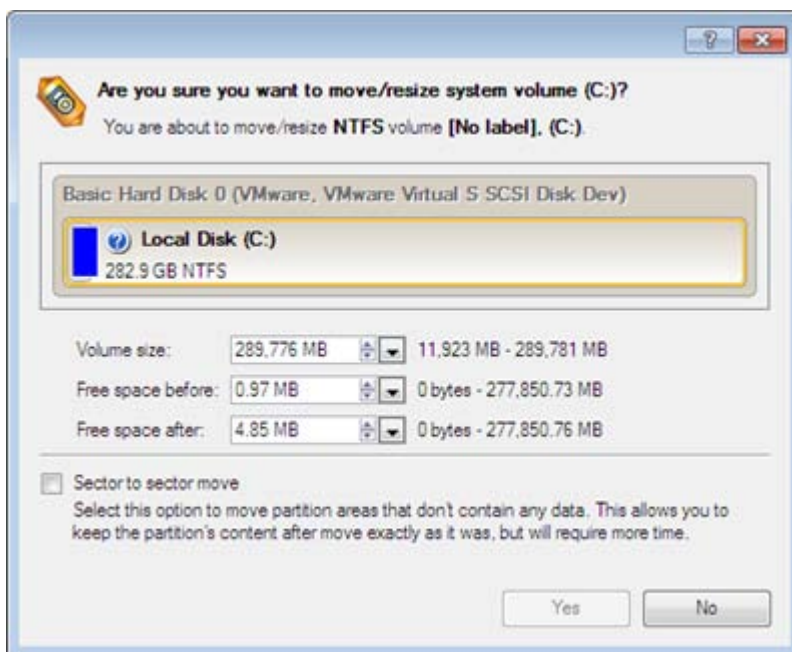 Are you sure you want to move/resize system volume (C:)?
You are about to move/resize NTFS volume [No label], (C:).
Basic Hard Disk 0 (VMware, VMware Virtual S SCSI Disk Dev)
Local Disk (C:)
282.9 GB NTFS
Volume size: 289,776 MB 11,923 MB - 289,781 MB
Free space before: 0.97 MB 0 bytes - 277,850.73 MB
Free space after: 4.85 MB 0 bytes - 277,850.76 MB
Sector to sector move
Select this option to move partition areas that don't contain any data. This allows you to
keep the partition's content after move exactly as it was, but will require more time.
Yes No